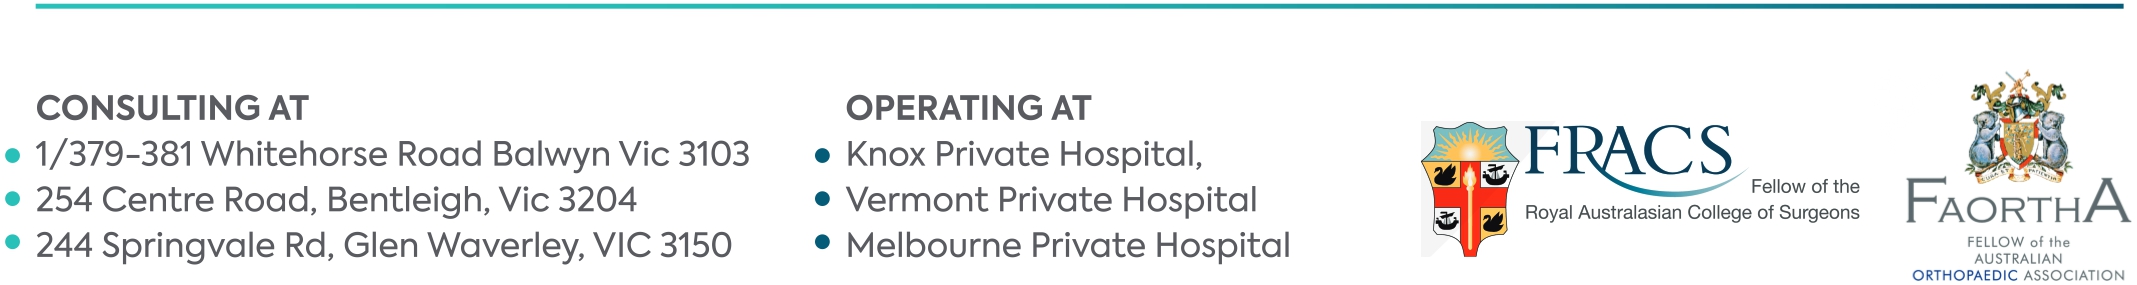 CONSULTING AT
1/379-381 Whitehorse Road Balwyn Vic 3103
254 Centre Road, Bentleigh, Vic 3204
244 Springvale Rd, Glen Waverley, VIC 3150
OPERATING AT
Knox Private Hospital,
Vermont Private Hospital
Melbourne Private Hospital
FRACS
Fellow of the
Royal Australasian College of Surgeons
FAORTHA
FELLOW of the
AUSTRALIAN
ORTHOPAEDIC ASSOCIATION